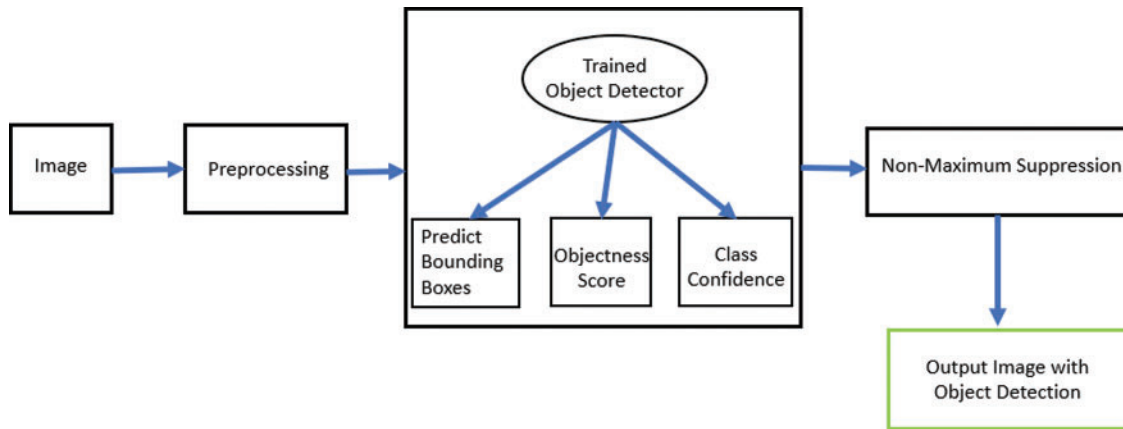 Image
Preprocessing
Trained
Object Detector
Predict
Bounding
Boxes
Objectness
Score
Class
Confidence
Non-Maximum Suppression
Output Image with
Object Detection